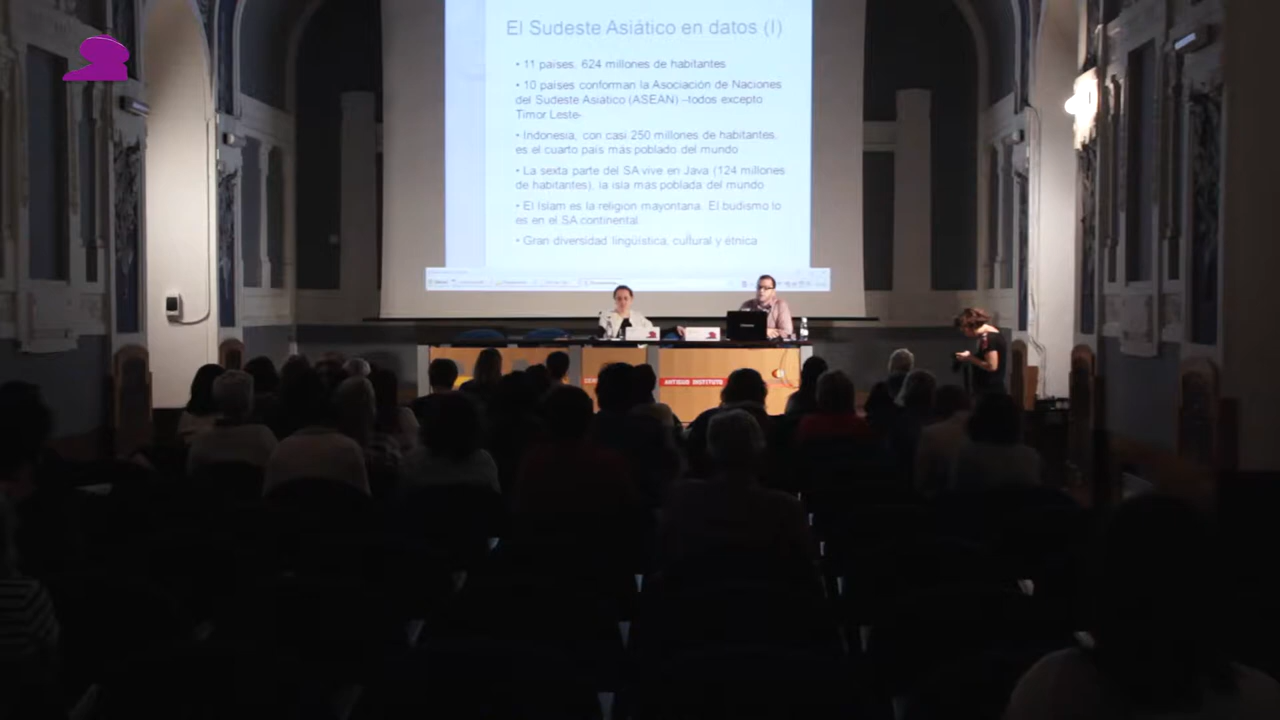 El Sudeste Asiático en datos (I)
• 11 países. 624 millones de habitantes
• 10 países conforman la Asociación de Naciones
del Sudeste Asiático (ASEAN) –todos excepto
Timor Leste-
• Indonesia, con casi 250 millones de habitantes,
es el cuarto país más poblado del mundo
• La sexta parte del SA vive en Java (124 millones
de habitantes), la isla más poblada del mundo
• El Islam es la religión mayoritaria. El budismo lo
es en el SA continental
• Gran diversidad lingüística, cultural y étnica
ANTIGUO INSTITUTO